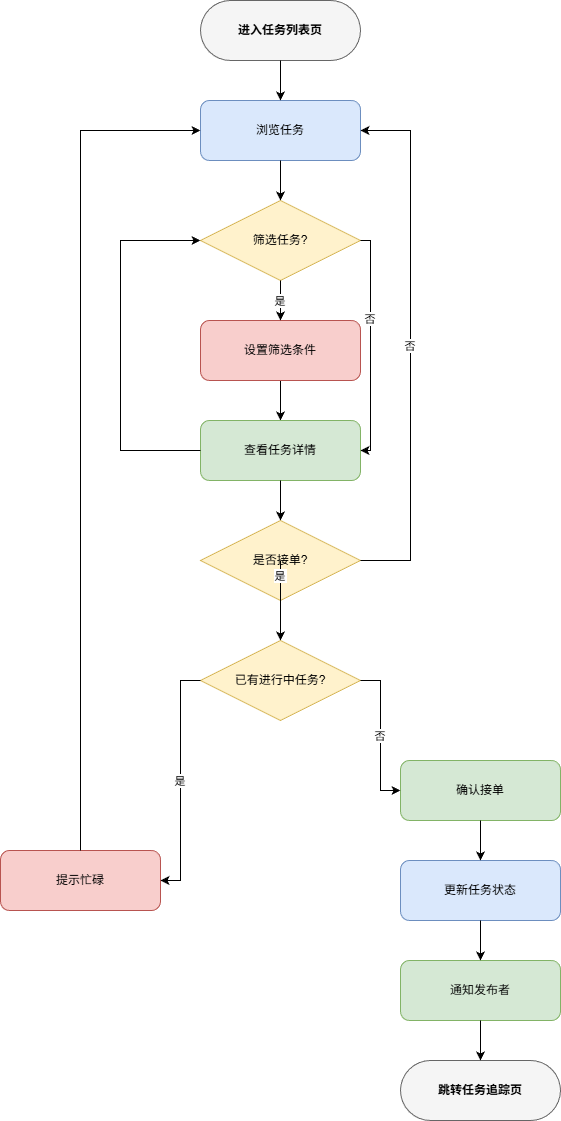 进入任务列表页
浏览任务
筛选任务?
是
否
设置筛选条件
否
查看任务详情
是否接单?
是
已有进行中任务?
否
是
确认接单
提示忙碌
更新任务状态
通知发布者
跳转任务追踪页